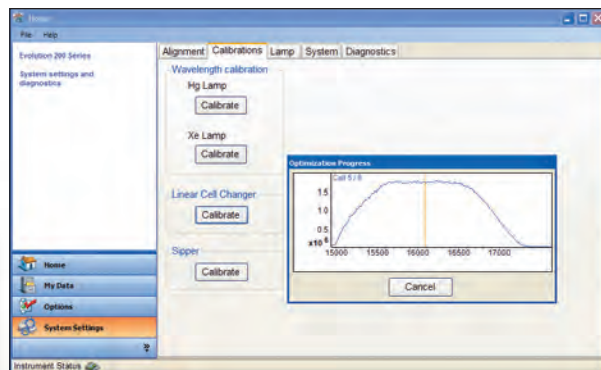 Home
File Help
Evolution 200 Series
System settings and
diagnostics
Alignment Calibrations Lamp System Diagnostics
Wavelength calibration
Hg Lamp
Calibrate
Xe Lamp
Calibrate
Linear Cell Changer
Calibrate
Sipper
Calibrate
Optimization Progress
Cell 5 / 8
1.5
1.0
0.5
x10 6
15000 15500 16000 16500 17000
Cancel
Home
My Data
Options
System Settings
Instrument Status